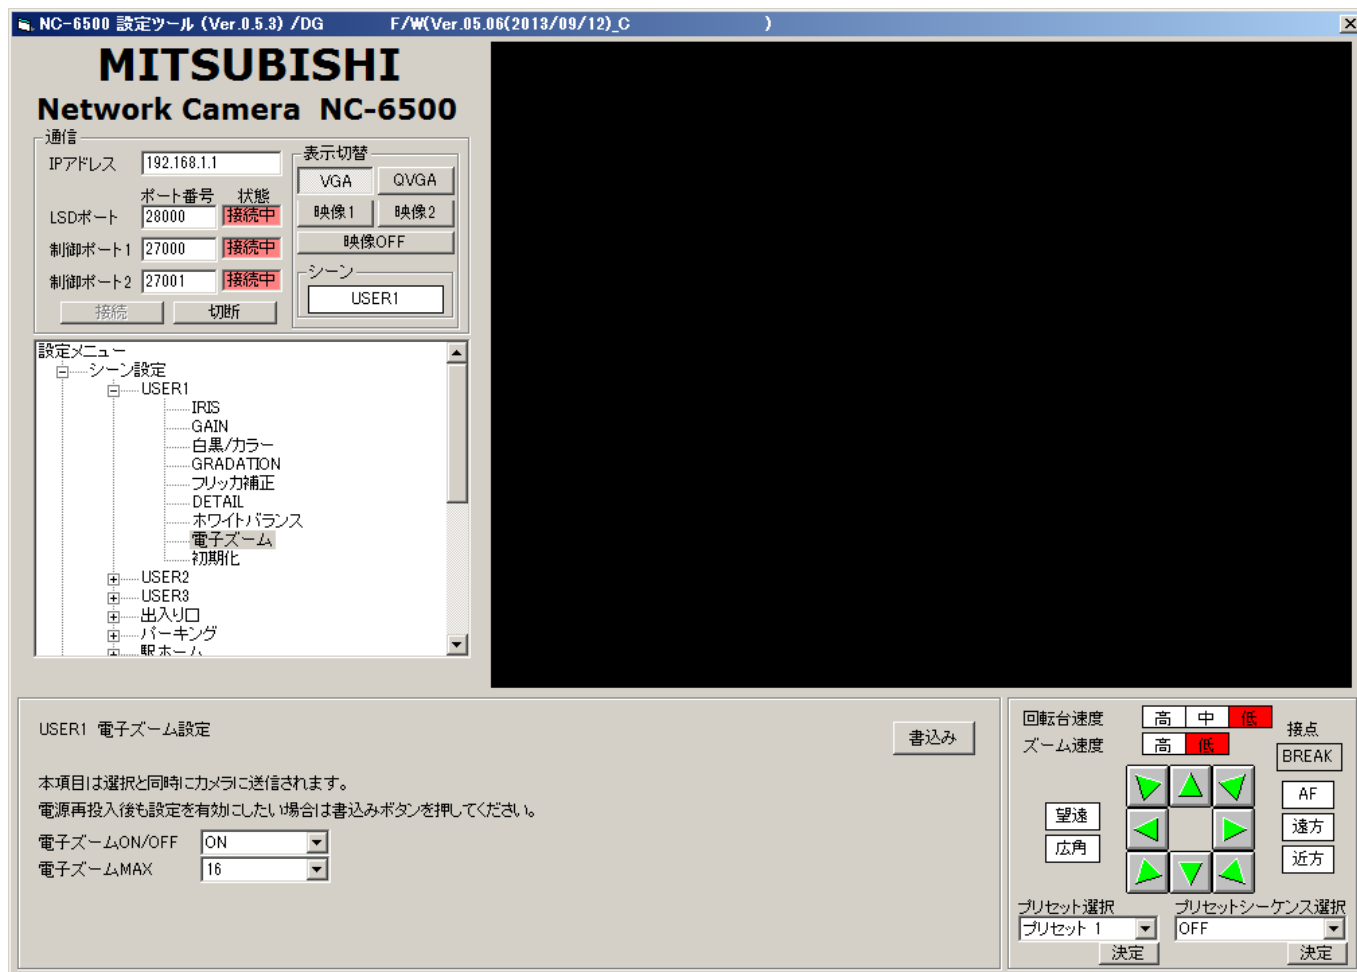 NC-6500 設定ツール (Ver.0.5.3) /DG F/W(Ver.05.06(2013/09/12)_C )
MITSUBISHI
Network Camera NC-6500
通信
IPアドレス 192.168.1.1
ポート番号 状態
LSDポート 28000 接続中
制御ポート1 27000 接続中
制御ポート2 27001 接続中
接続 切断
表示切替
VGA QVGA
映像1 映像2
映像OFF
シーン
USER1
設定メニュー
シーン設定
USER1
IRIS
GAIN
白黒/カラー
GRADATION
フリッカ補正
DETAIL
ホワイトバランス
電子ズーム
初期化
USER2
USER3
出入り口
パーキング
駅ホーム
USER1 電子ズーム設定
書込み
本項目は選択と同時にカメラに送信されます。
電源再投入後も設定を有効にしたい場合は書込みボタンを押してください。
電子ズームON/OFF ON
電子ズームMAX 16
回転台速度 高 中 低
ズーム速度 高 低
接点
BREAK
望遠
広角
AF
遠方
近方
プリセット選択
プリセット 1
決定
プリセットシーケンス選択
OFF
決定